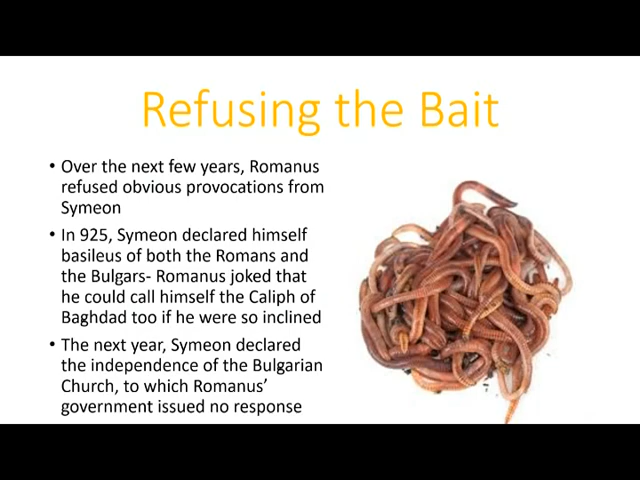 Refusing the Bait
• Over the next few years, Romanus
refused obvious provocations from
Symeon
• In 925, Symeon declared himself
basileus of both the Romans and
the Bulgars- Romanus joked that
he could call himself the Caliph of
Baghdad too if he were so inclined
• The next year, Symeon declared
the independence of the Bulgarian
Church, to which Romanus’
government issued no response